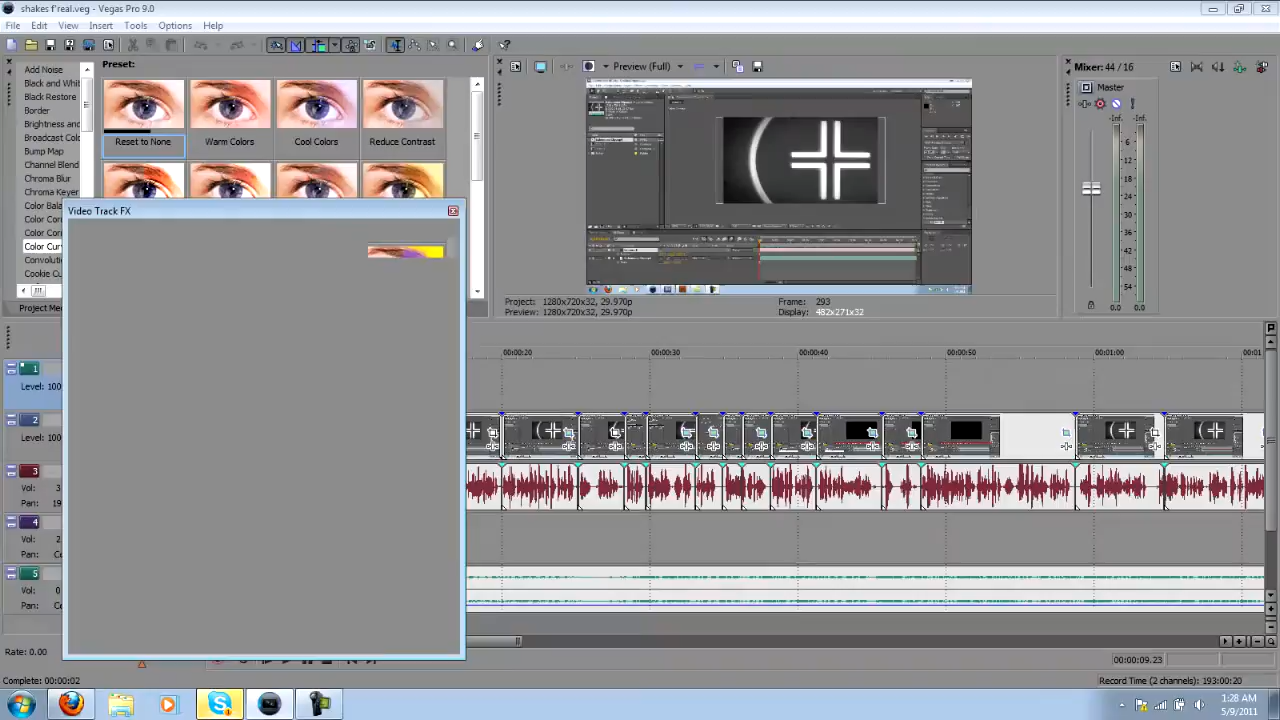 shakes f'real.veg - Vegas Pro 9.0
File Edit View Insert Tools Options Help
Add Noise
Black and Whit
Black Restore
Border
Brightness and
Broadcast Col
Bump Map
Channel Blend
Chroma Blur
Chroma Keyer
Color Balance
Color Corr
Color Corr
Color Cur
Convolut
Cookie Cu
Project Me
Preset:
Reset to None
Warm Colors
Cool Colors
Reduce Contrast
Video Track FX
Preview (Full)
Project: 1280x720x32, 29.970p
Preview: 1280x720x32, 29.970p
Frame: 293
Display: 482x271x32
Mixer: 44 / 16
Master
-Inf. -Inf.
6
12
18
24
30
36
42
48
54
0.0 0.0
00:00:20 00:00:30 00:00:40 00:00:50 00:01:00 00:01
1
Level: 100
2
Level: 100
3
Vol: 3
Pan: 19
4
Vol: 2
Pan: Ce
5
Vol: 0
Pan: Ce
Rate: 0.00
00:00:09.23
Complete: 00:00:02
Record Time (2 channels): 193:00:20
1:28 AM
5/9/2011